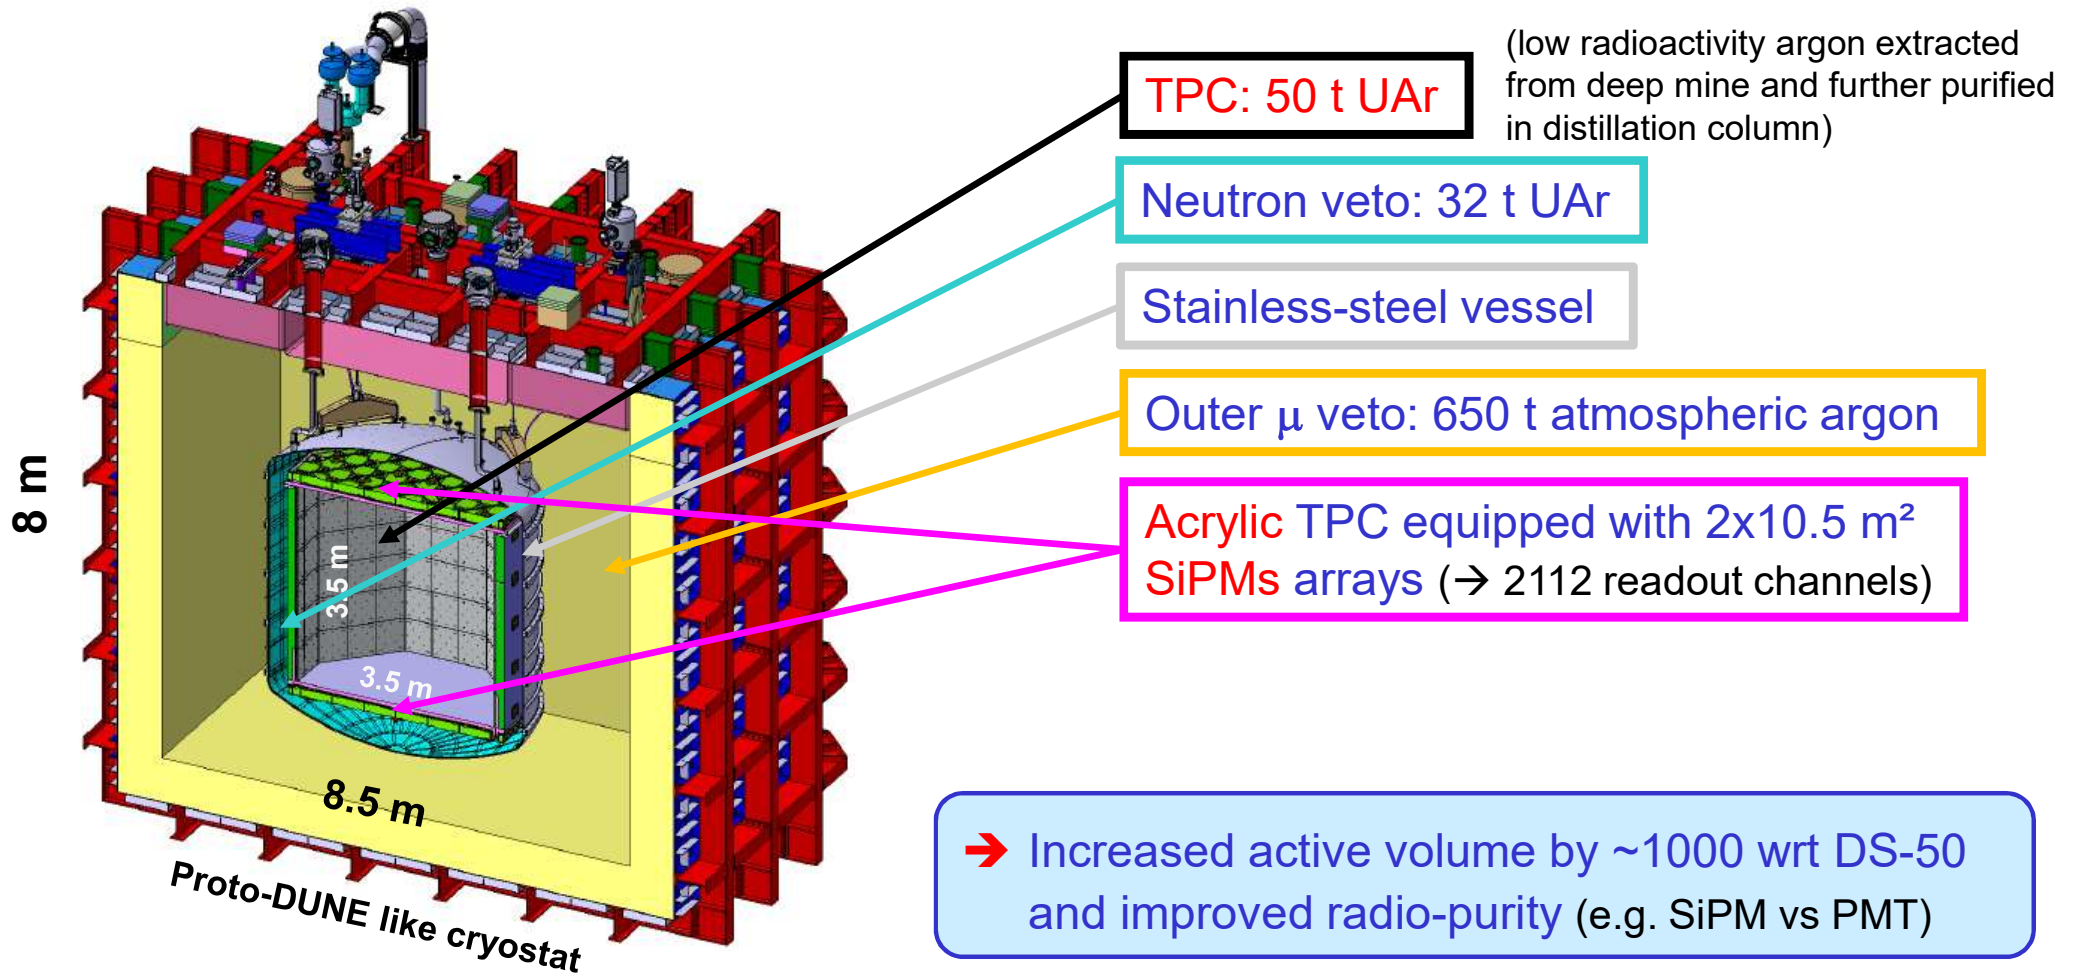 TPC: 50 t UAr
(low radioactivity argon extracted
from deep mine and further purified
in distillation column)
Neutron veto: 32 t UAr
Stainless-steel vessel
Outer μ veto: 650 t atmospheric argon
Acrylic TPC equipped with 2x10.5 m²
SiPMs arrays (→ 2112 readout channels)
8 m
3.5 m
3.5 m
8.5 m
Proto-DUNE like cryostat
➔ Increased active volume by ~1000 wrt DS-50
and improved radio-purity (e.g. SiPM vs PMT)